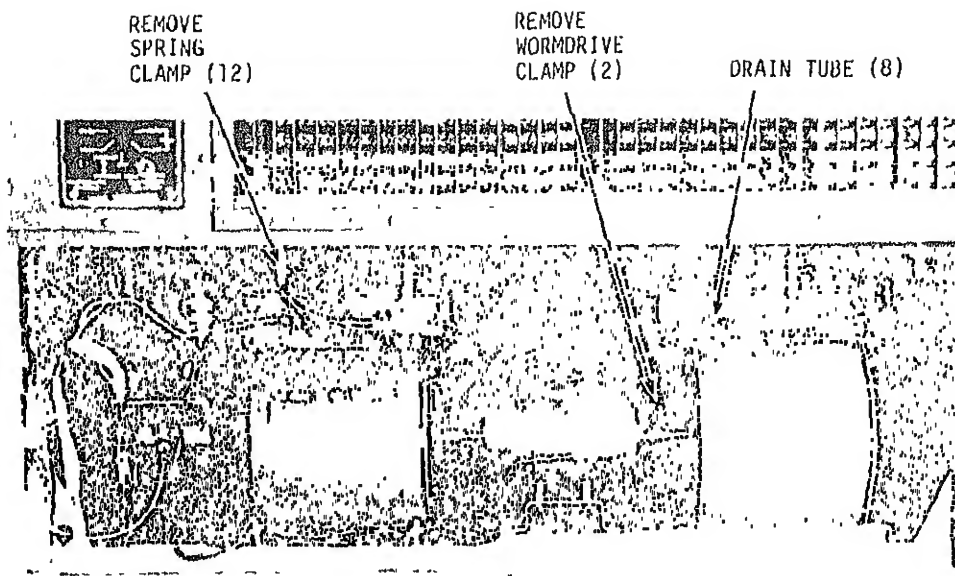 REMOVE
SPRING
CLAMP (12)
REMOVE
WORMDRIVE
CLAMP (2)
DRAIN TUBE (8)